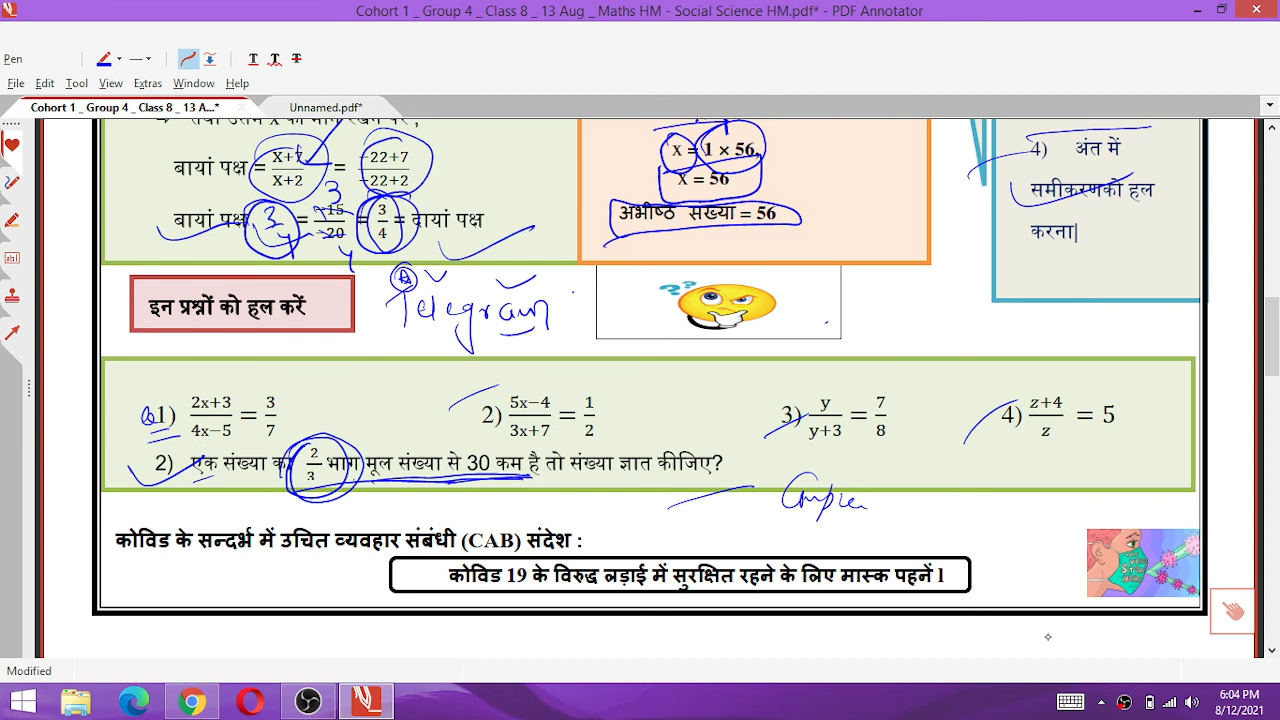 Cohort 1 _ Group 4 _ Class 8 _ 13 Aug _ Maths HM - Social Science HM.pdf* - PDF Annotator
Pen
File Edit Tool View Extras Window Help
Cohort 1 _ Group 4 _ Class 8 _ 13 A...* Unnamed.pdf*
बायां पक्ष = X+7/X+2 = −22+7/−22+2
बायां पक्ष 3/4 = −15/−20 3/4 = 3/4 = दायां पक्ष
x = 1 × 56,
x = 56
अभीष्ठ संख्या = 56
4) अंत में
समीकरणको हल
करना
इन प्रश्नों को हल करें
Telegram
??
1) 2x+3/4x−5 = 3/7 2) 5x−4/3x+7 = 1/2 3) y/y+3 = 7/8 4) z+4/z = 5
2) एक संख्या का 2/3 भाग मूल संख्या से 30 कम है तो संख्या ज्ञात कीजिए?
कोविड के सन्दर्भ में उचित व्यवहार संबंधी (CAB) संदेश :
कोविड 19 के विरुद्ध लड़ाई में सुरक्षित रहने के लिए मास्क पहनें l
Modified
6:04 PM
8/12/2021